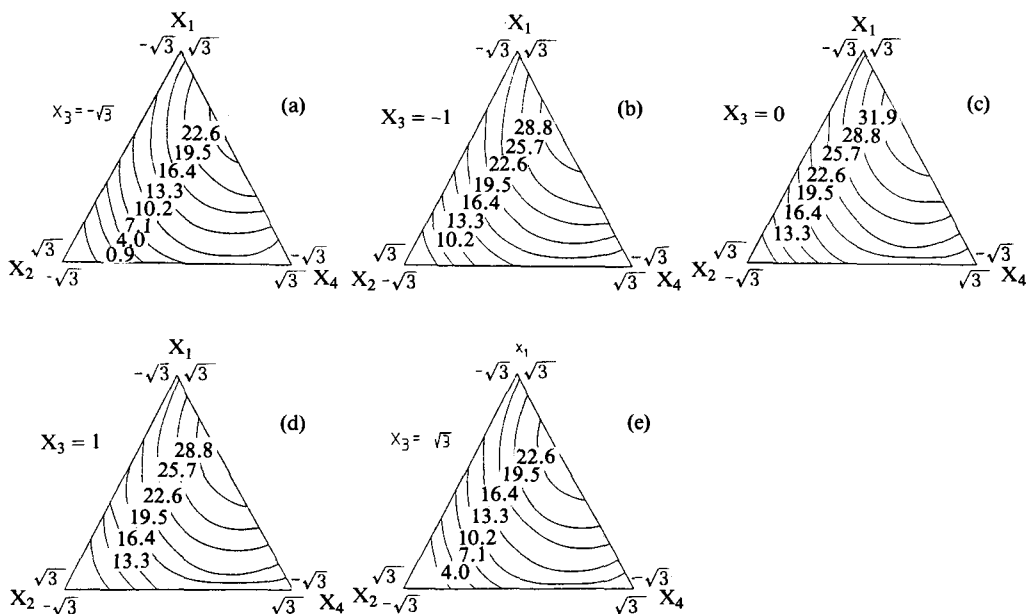 X₁
-√3 √3
X₃ = -√3
(a)
22.6
19.5
16.4
13.3
10.2
7.1
4.0
0.9
√3
X₂ -√3
-√3
√3 X₄
X₁
-√3 √3
X₃ = -1
(b)
28.8
25.7
22.6
19.5
16.4
13.3
10.2
√3
X₂ -√3
-√3
√3 X₄
X₁
-√3 √3
X₃ = 0
(c)
31.9
28.8
25.7
22.6
19.5
16.4
13.3
√3
X₂ -√3
-√3
√3 X₄
X₁
-√3 √3
X₃ = 1
(d)
28.8
25.7
22.6
19.5
16.4
13.3
√3
X₂ -√3
-√3
√3 X₄
x₁
-√3 √3
X₃ = √3
(e)
22.6
19.5
16.4
13.3
10.2
7.1
4.0
√3
X₂ -√3
-√3
√3 X₄